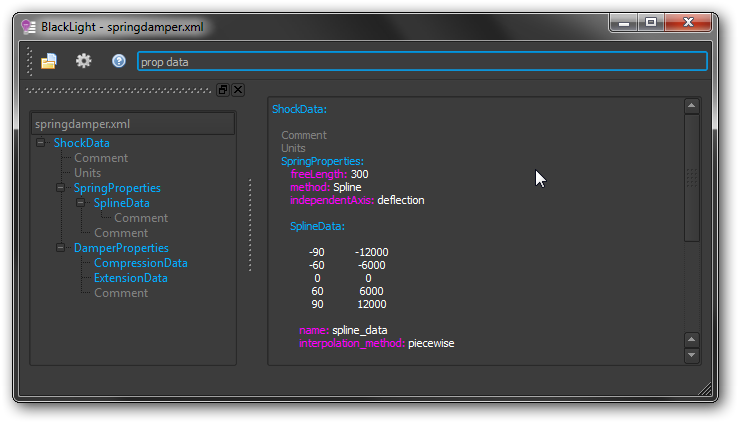 BlackLight - springdamper.xml
prop data
springdamper.xml
ShockData
Comment
Units
SpringProperties
SplineData
Comment
Comment
DamperProperties
CompressionData
ExtensionData
Comment
ShockData:
Comment
Units
SpringProperties:
freeLength: 300
method: Spline
independentAxis: deflection
SplineData:
-90 -12000
-60 -6000
0 0
60 6000
90 12000
name: spline_data
interpolation_method: piecewise